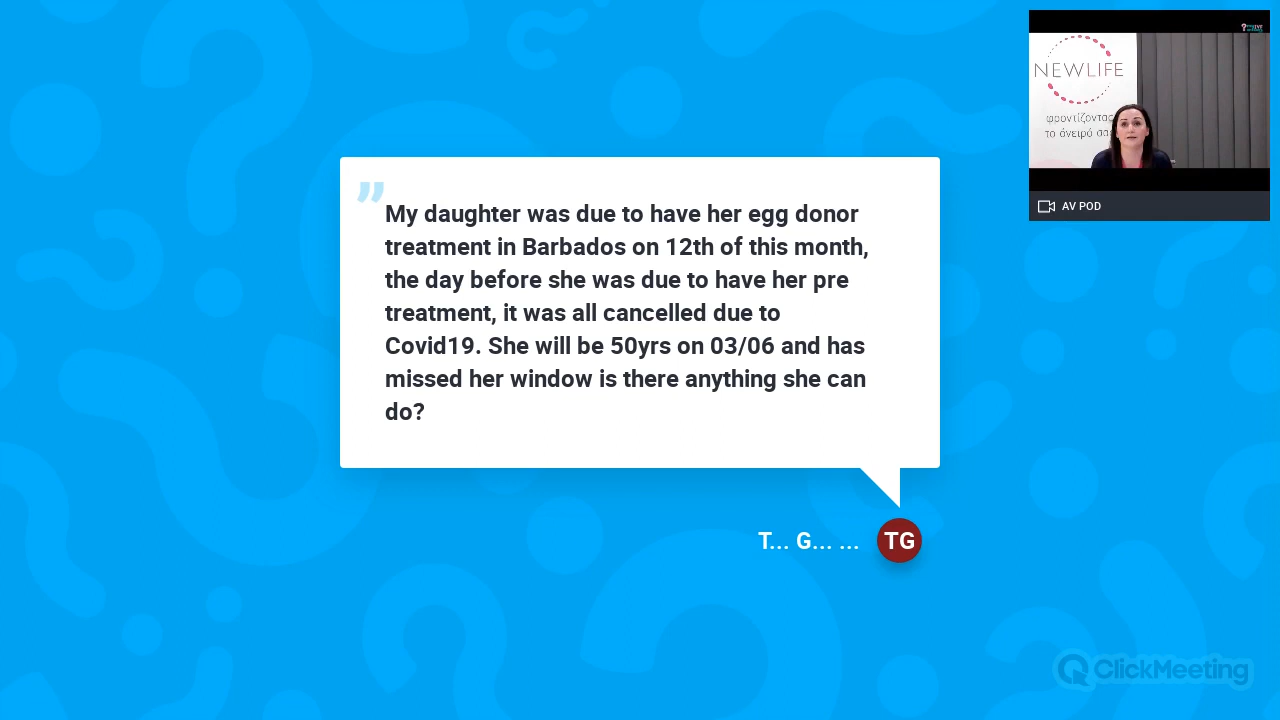 My daughter was due to have her egg donor
treatment in Barbados on 12th of this month,
the day before she was due to have her pre
treatment, it was all cancelled due to
Covid19. She will be 50yrs on 03/06 and has
missed her window is there anything she can
do?
T... G... ...
TG
NEWLIFE
φροντίζοντας
το όνειρό σας
AV POD
ClickMeeting